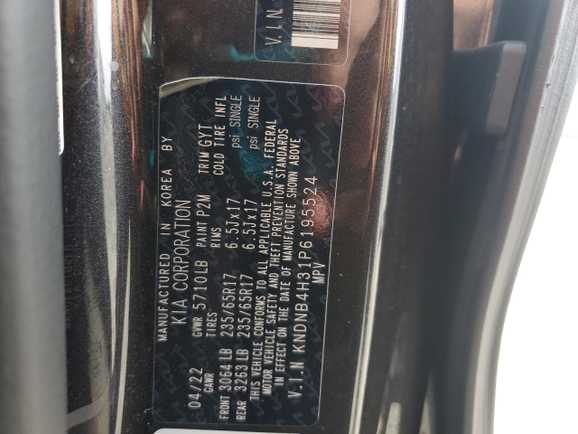 V.I.N
MANUFACTURED IN KOREA BY
KIA CORPORATION
04/22 GVWR 5710LB PAINT P2M TRIM GYT
GAWR TIRES RIMS COLD TIRE INFL
FRONT 3064LB 235/65R17 6.5Jx17 psi SINGLE
REAR 3263LB 235/65R17 6.5Jx17 psi SINGLE
THIS VEHICLE CONFORMS TO ALL APPLICABLE U.S.A. FEDERAL
MOTOR VEHICLE SAFETY AND THEFT PREVENTION STANDARDS
IN EFFECT ON THE DATE OF MANUFACTURE SHOWN ABOVE
V.I.N KNDNB4H31P6195524
MPV